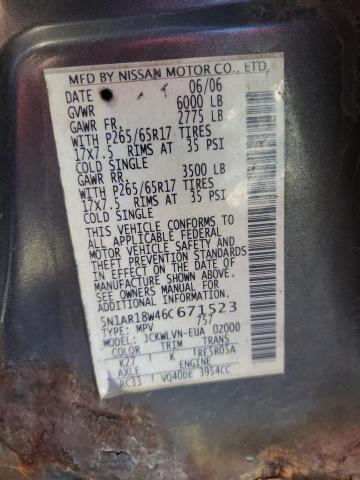 MFD BY NISSAN MOTOR CO., LTD.
DATE 06/06
GVWR 6000 LB
GAWR FR. 2775 LB
WITH P265/65R17 TIRES
17X7.5 RIMS AT 35 PSI
COLD SINGLE
GAWR RR. 3500 LB
WITH P265/65R17 TIRES
17X7.5 RIMS AT 35 PSI
COLD SINGLE
THIS VEHICLE CONFORMS TO
ALL APPLICABLE FEDERAL
MOTOR VEHICLE SAFETY AND
THEFT PREVENTION STANDARDS
IN EFFECT ON THE DATE OF
MANUFACTURE SHOWN ABOVE.
SEE OWNERS MANUAL FOR
ADDITIONAL INFORMATION.
5N1AR18W46C671523
TYPE: MPV 757
MODEL: JCKWLVN-EUA 02000
COLOR TRIM TRANS
K27 K RE5R05A
AXLE ENGINE
RC33 VQ40DE 3954CC